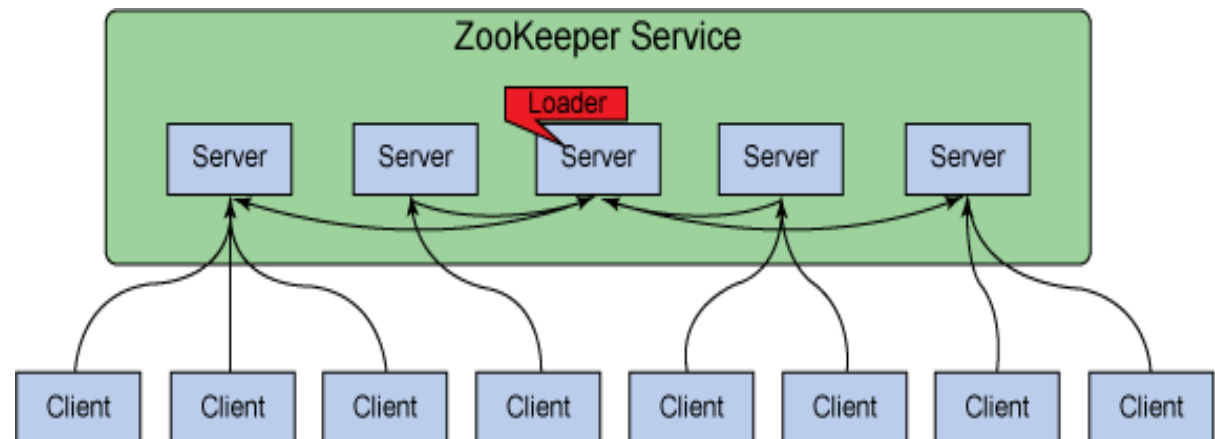 ZooKeeper Service
Loader
Server Server Server Server Server
Client Client Client Client Client Client Client Client